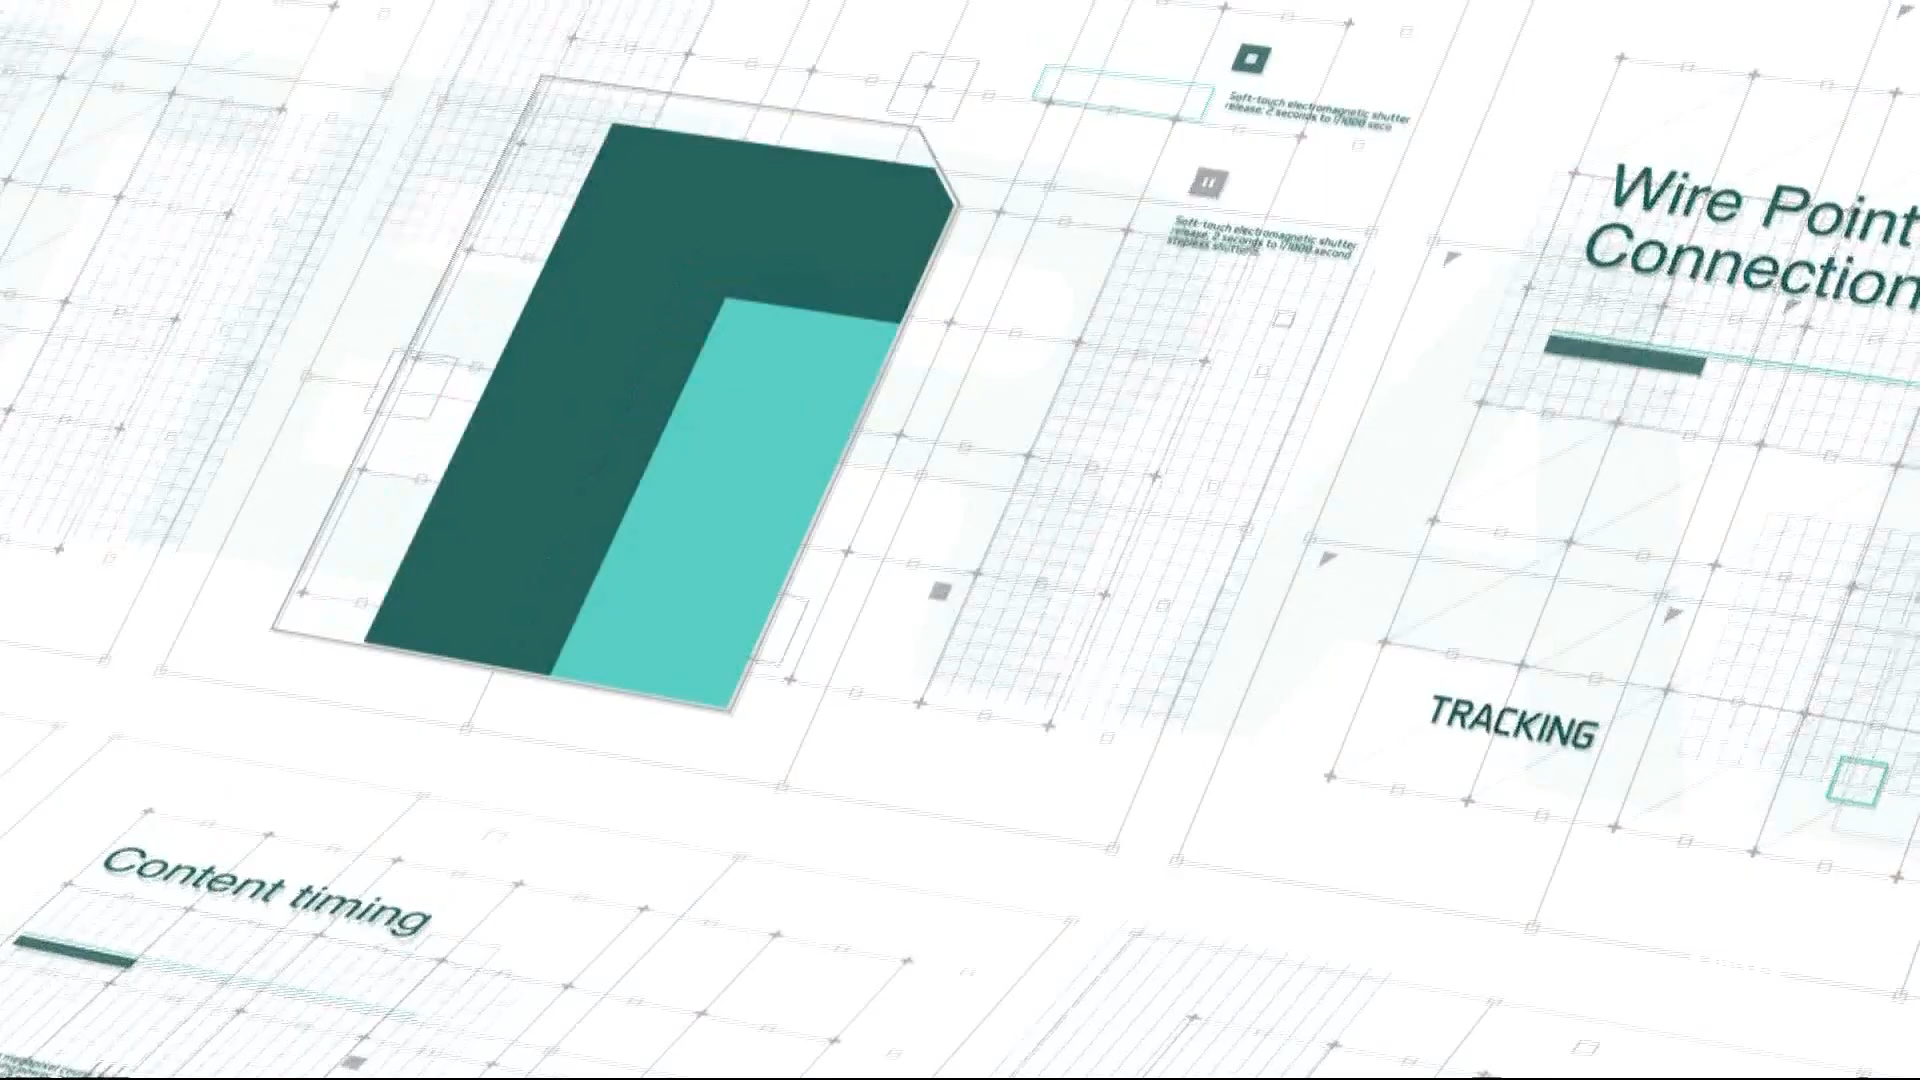 Soft-touch electromagnetic shutter
release: 2 seconds to 1/1000 seco
Soft-touch electromagnetic shutter
release: 2 seconds to 1/1000 second
stepless shutters.
Wire Point
Connection
TRACKING
Content timing